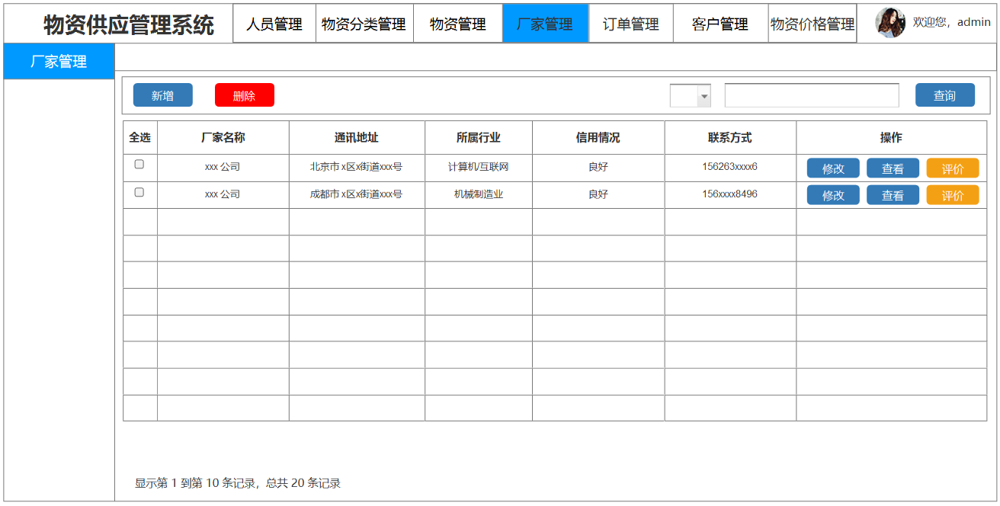 物资供应管理系统 人员管理 物资分类管理 物资管理 厂家管理 订单管理 客户管理 物资价格管理 欢迎您，admin
厂家管理
新增 删除 查询
全选 厂家名称 通讯地址 所属行业 信用情况 联系方式 操作
xxx 公司 北京市 x区x街道xxx号 计算机/互联网 良好 156263xxxx6 修改 查看 评价
xxx 公司 成都市 x区x街道xxx号 机械制造业 良好 156xxxx8496 修改 查看 评价
显示第 1 到第 10 条记录，总共 20 条记录